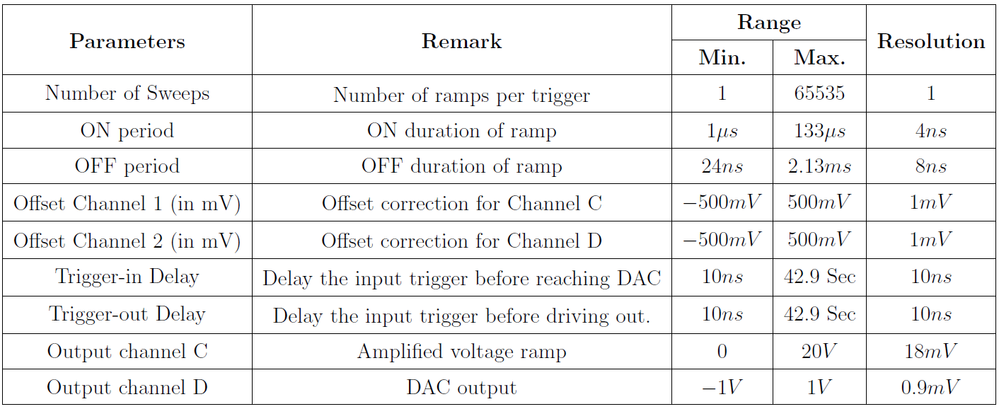 Parameters Remark Range Resolution
Min. Max.
Number of Sweeps Number of ramps per trigger 1 65535 1
ON period ON duration of ramp 1μs 133μs 4ns
OFF period OFF duration of ramp 24ns 2.13ms 8ns
Offset Channel 1 (in mV) Offset correction for Channel C −500mV 500mV 1mV
Offset Channel 2 (in mV) Offset correction for Channel D −500mV 500mV 1mV
Trigger-in Delay Delay the input trigger before reaching DAC 10ns 42.9 Sec 10ns
Trigger-out Delay Delay the input trigger before driving out. 10ns 42.9 Sec 10ns
Output channel C Amplified voltage ramp 0 20V 18mV
Output channel D DAC output −1V 1V 0.9mV